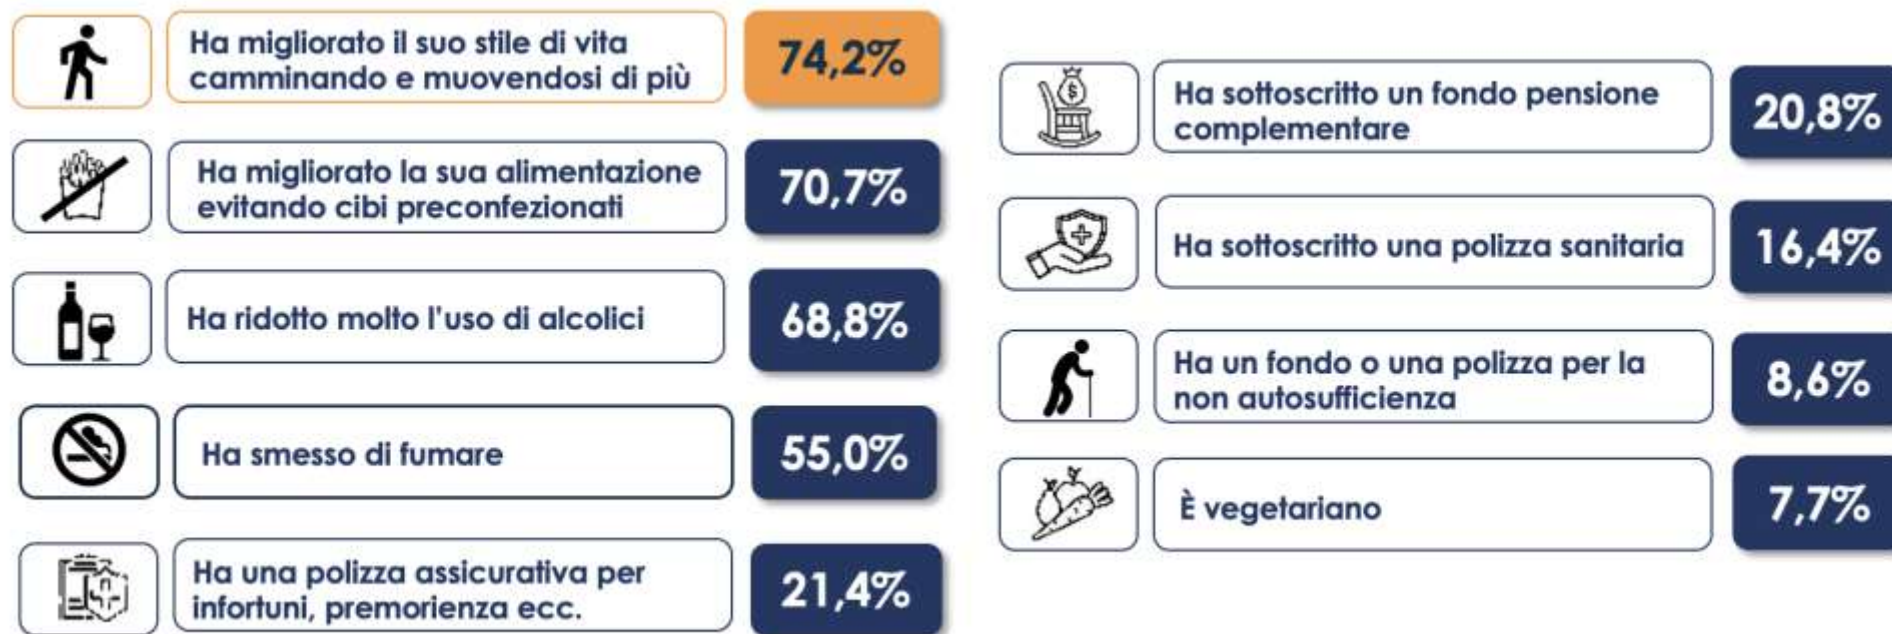 Ha migliorato il suo stile di vita
camminando e muovendosi di più
74,2%
Ha migliorato la sua alimentazione
evitando cibi preconfezionati
70,7%
Ha ridotto molto l'uso di alcolici
68,8%
Ha smesso di fumare
55,0%
Ha una polizza assicurativa per
infortuni, premorienza ecc.
21,4%
Ha sottoscritto un fondo pensione
complementare
20,8%
Ha sottoscritto una polizza sanitaria
16,4%
Ha un fondo o una polizza per la
non autosufficienza
8,6%
È vegetariano
7,7%